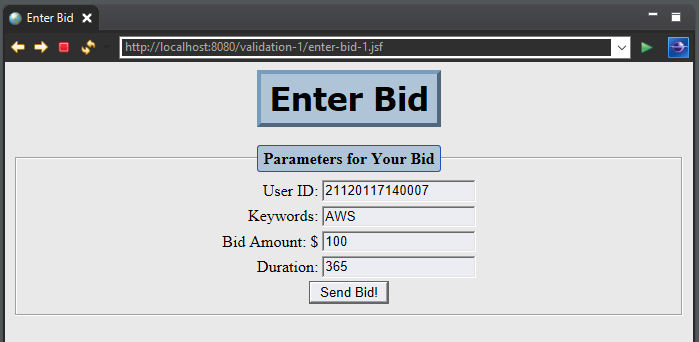 Enter Bid
http://localhost:8080/validation-1/enter-bid-1.jsf
Enter Bid
Parameters for Your Bid
User ID: 21120117140007
Keywords: AWS
Bid Amount: $ 100
Duration: 365
Send Bid!